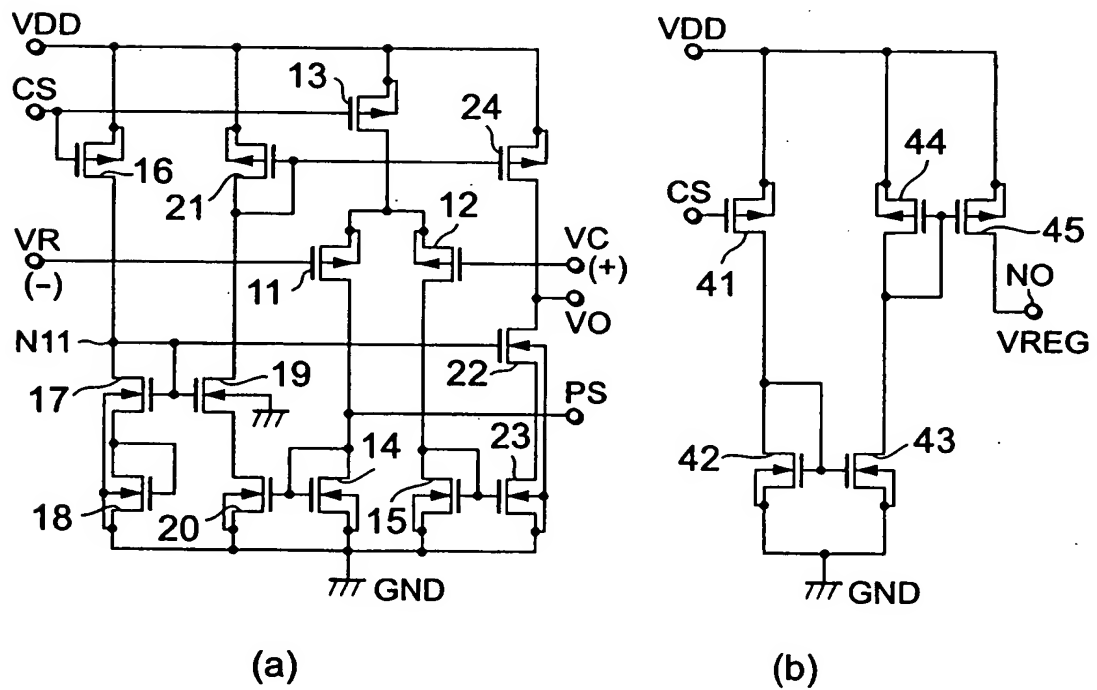 VDD
CS
13
24
16
21
12
VR
(–)
11
VC
(+)
VO
N11
22
17
19
PS
23
14
18
20
15
GND
(a)
VDD
44
CS
41
45
NO
VREG
42
43
GND
(b)